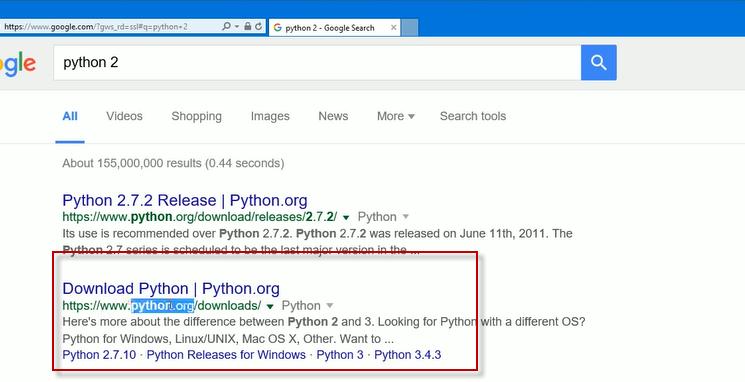 https://www.google.com/?gws_rd=ssl#q=python+2
python 2 - Google Search
gle
python 2
All Videos Shopping Images News More Search tools
About 155,000,000 results (0.44 seconds)
Python 2.7.2 Release | Python.org
https://www.python.org/download/releases/2.7.2/ Python
Its use is recommended over Python 2.7.2. Python 2.7.2 was released on June 11th, 2011. The
Python 2.7 series is scheduled to be the last major version in the ...
Download Python | Python.org
https://www.python.org/downloads/ Python
Here's more about the difference between Python 2 and 3. Looking for Python with a different OS?
Python for Windows, Linux/UNIX, Mac OS X, Other. Want to ...
Python 2.7.10 · Python Releases for Windows · Python 3 · Python 3.4.3